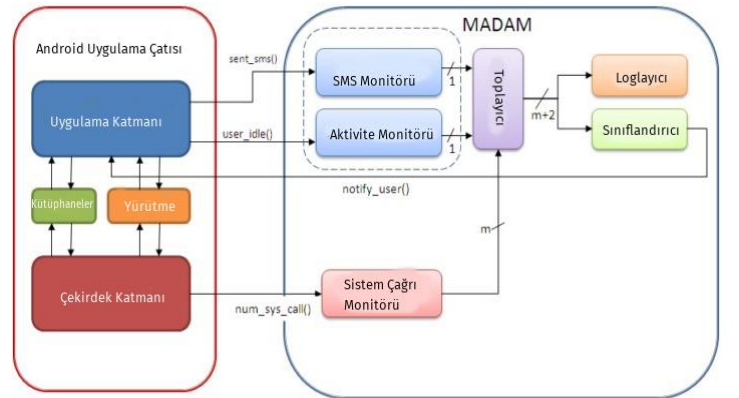 MADAM
Android Uygulama Çatısı
sent_sms()
SMS Monitörü
1
Toplayıcı
Loglayıcı
m+2
Uygulama Katmanı
user_idle()
Aktivite Monitörü
1
Sınıflandırıcı
notify_user()
Kütüphaneler
Yürütme
m
Çekirdek Katmanı
num_sys_call()
Sistem Çağrı
Monitörü